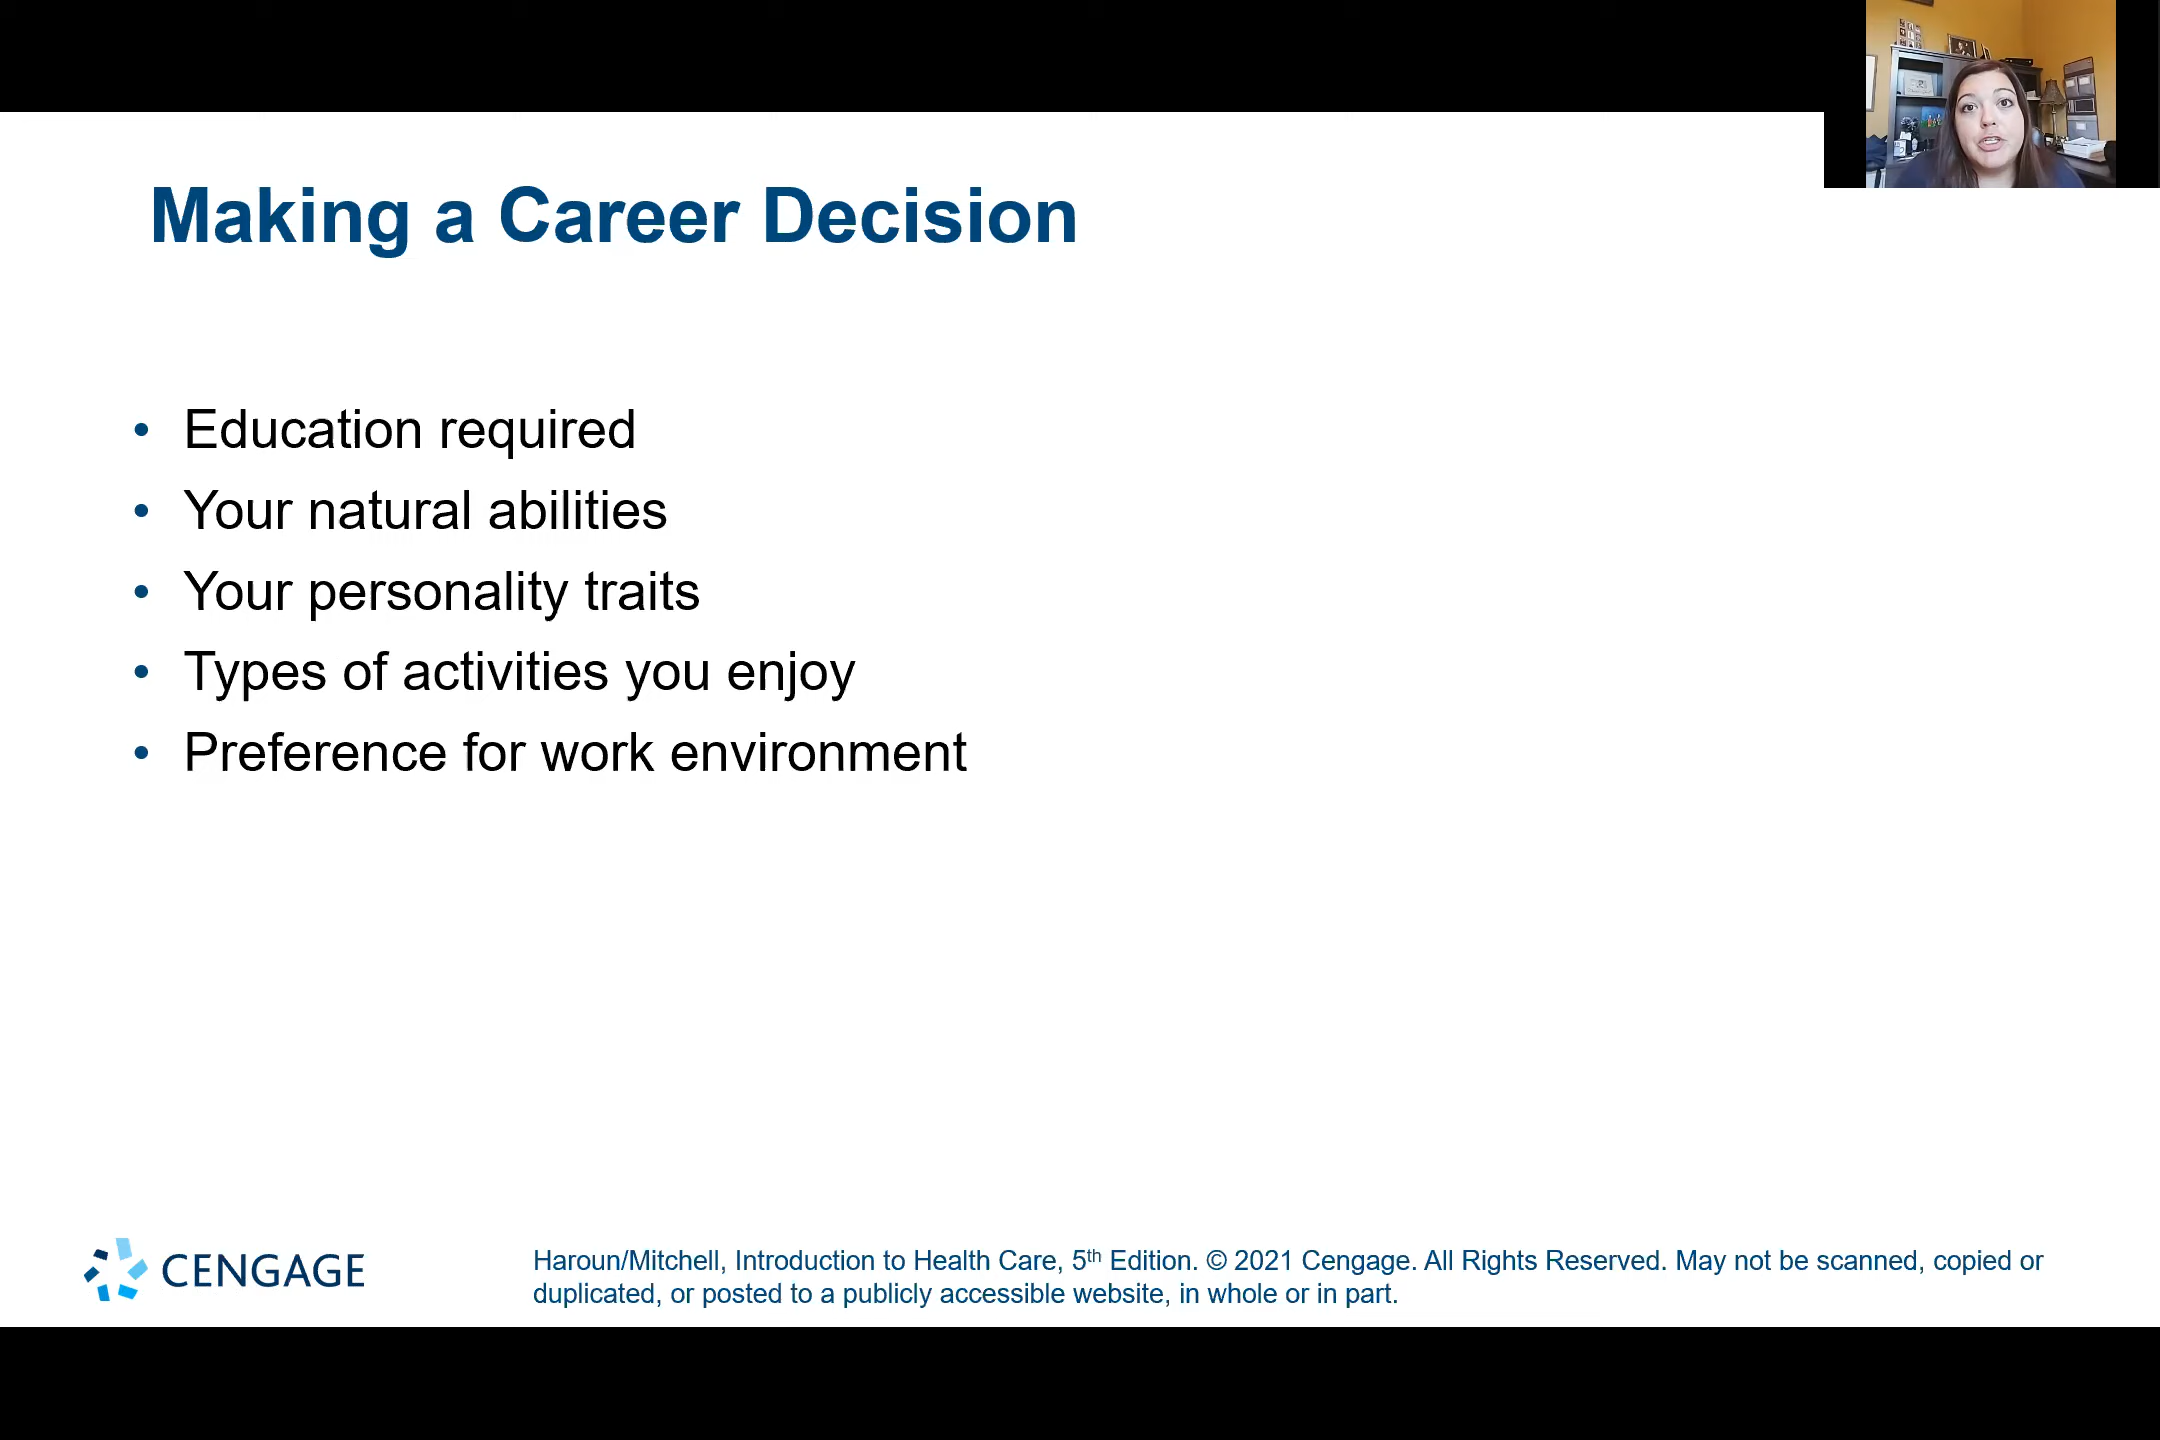 Making a Career Decision
• Education required
• Your natural abilities
• Your personality traits
• Types of activities you enjoy
• Preference for work environment
CENGAGE
Haroun/Mitchell, Introduction to Health Care, 5th Edition. © 2021 Cengage. All Rights Reserved. May not be scanned, copied or
duplicated, or posted to a publicly accessible website, in whole or in part.